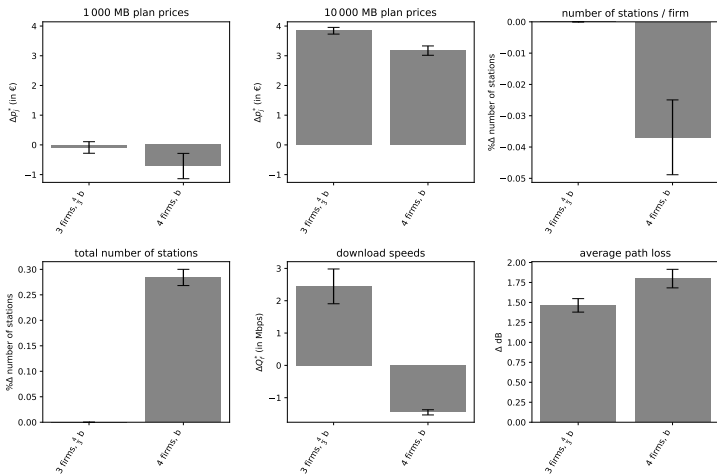 1 000 MB plan prices
Δp_j^* (in €)
4
3
2
1
0
−1
3 firms, 4/3 b
4 firms, b
10 000 MB plan prices
Δp_j^* (in €)
4
3
2
1
0
−1
3 firms, 4/3 b
4 firms, b
number of stations / firm
%Δ number of stations
0.00
−0.01
−0.02
−0.03
−0.04
−0.05
3 firms, 4/3 b
4 firms, b
total number of stations
%Δ number of stations
0.30
0.25
0.20
0.15
0.10
0.05
0.00
3 firms, 4/3 b
4 firms, b
download speeds
ΔQ_f^* (in Mbps)
3
2
1
0
−1
3 firms, 4/3 b
4 firms, b
average path loss
Δ dB
2.00
1.75
1.50
1.25
1.00
0.75
0.50
0.25
0.00
3 firms, 4/3 b
4 firms, b